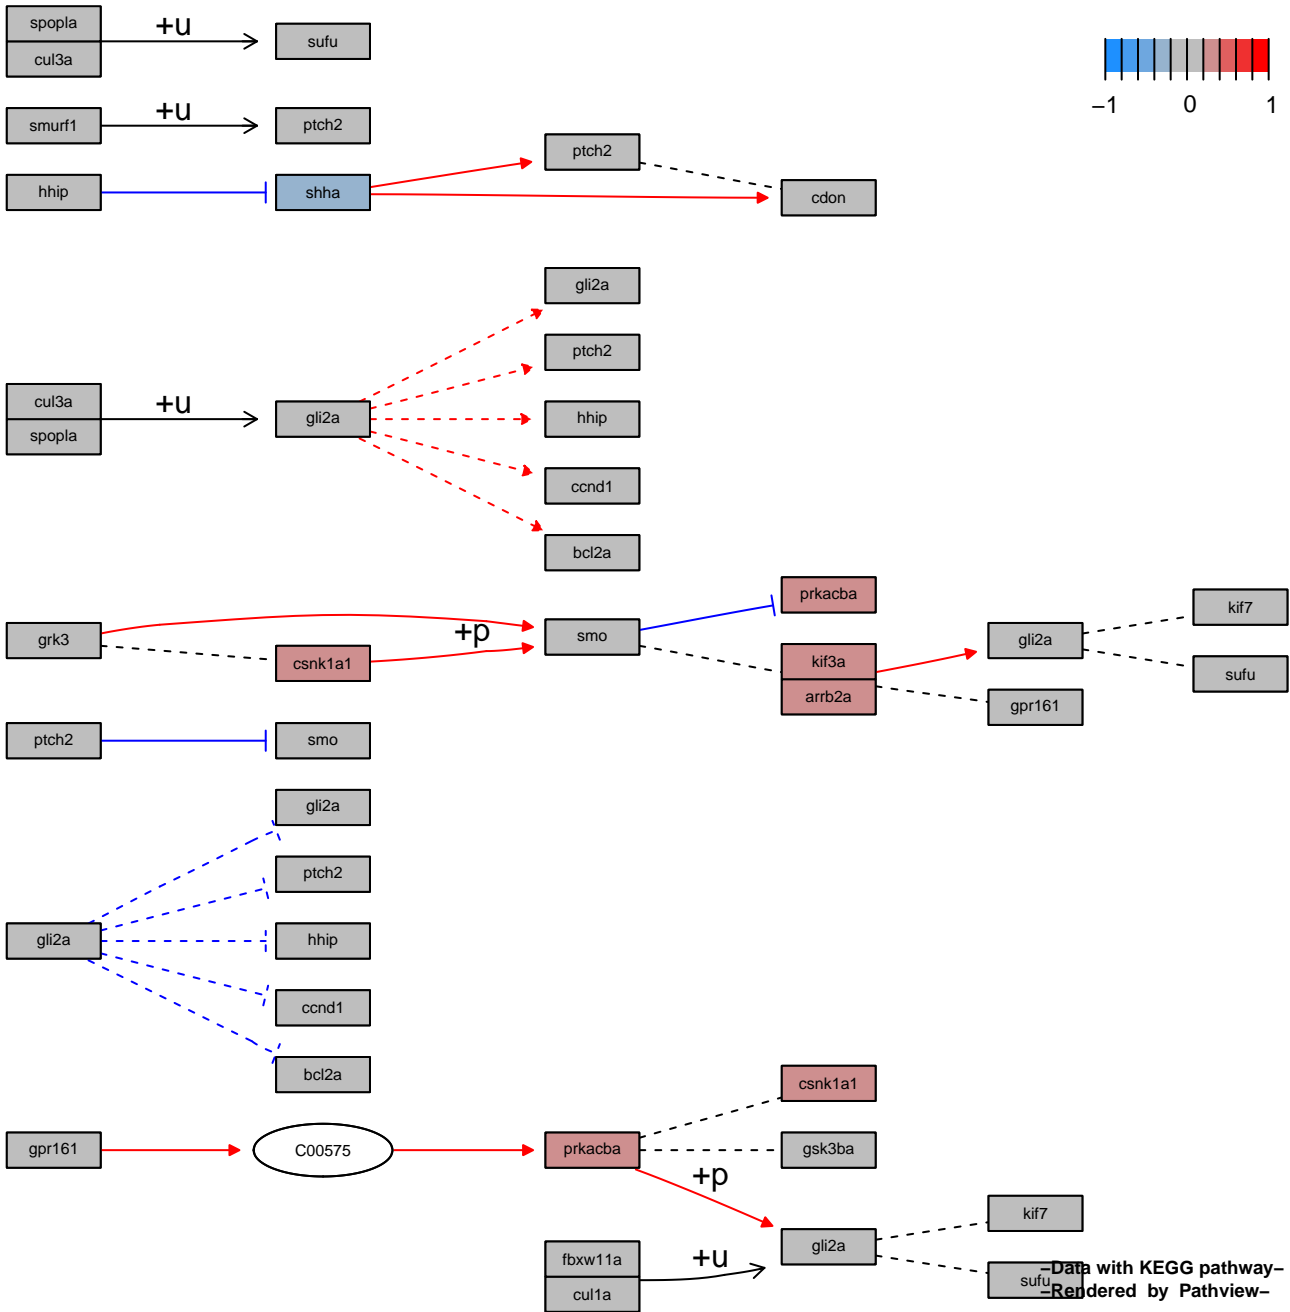 spopla
+u
sufu
cul3a
−1
0
1
smurf1
+u
ptch2
ptch2
hhip
shha
cdon
gli2a
ptch2
cul3a
+u
gli2a
hhip
spopla
ccnd1
bcl2a
prkacba
kif7
grk3
+p
smo
gli2a
csnk1a1
kif3a
sufu
arrb2a
gpr161
ptch2
smo
gli2a
ptch2
gli2a
hhip
ccnd1
bcl2a
csnk1a1
gpr161
C00575
prkacba
gsk3ba
+p
kif7
gli2a
fbxw11a
+u
−Data with KEGG pathway−
sufu
−Rendered by Pathview−
cul1a